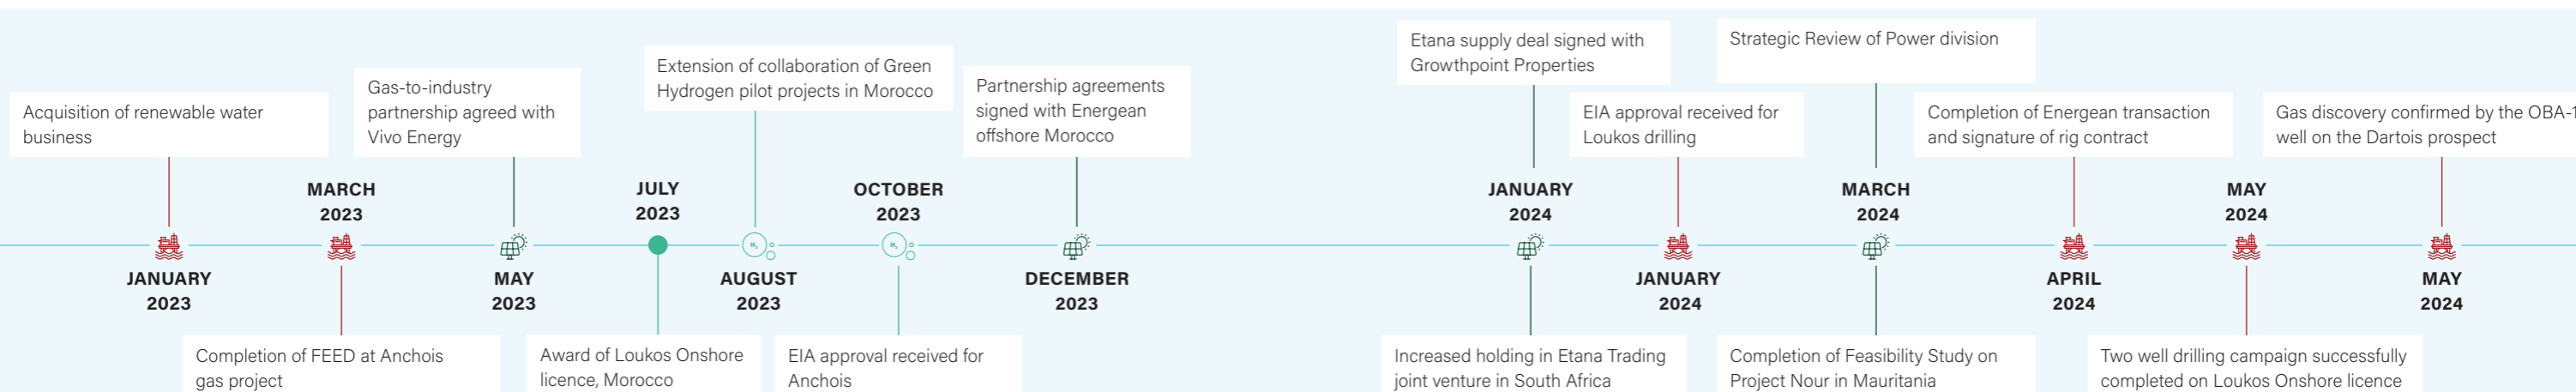 Acquisition of renewable water
business
JANUARY
2023
MARCH
2023
Completion of FEED at Anchois
gas project
Gas-to-industry
partnership agreed with
Vivo Energy
MAY
2023
JULY
2023
Award of Loukos Onshore
licence, Morocco
Extension of collaboration of Green
Hydrogen pilot projects in Morocco
H₂
AUGUST
2023
OCTOBER
2023
H₂
EIA approval received for
Anchois
Partnership agreements
signed with Energean
offshore Morocco
DECEMBER
2023
Etana supply deal signed with
Growthpoint Properties
JANUARY
2024
Increased holding in Etana Trading
joint venture in South Africa
EIA approval received for
Loukos drilling
JANUARY
2024
Strategic Review of Power division
MARCH
2024
Completion of Feasibility Study on
Project Nour in Mauritania
Completion of Energean transaction
and signature of rig contract
APRIL
2024
MAY
2024
Two well drilling campaign successfully
completed on Loukos Onshore licence
Gas discovery confirmed by the OBA-1
well on the Dartois prospect
MAY
2024